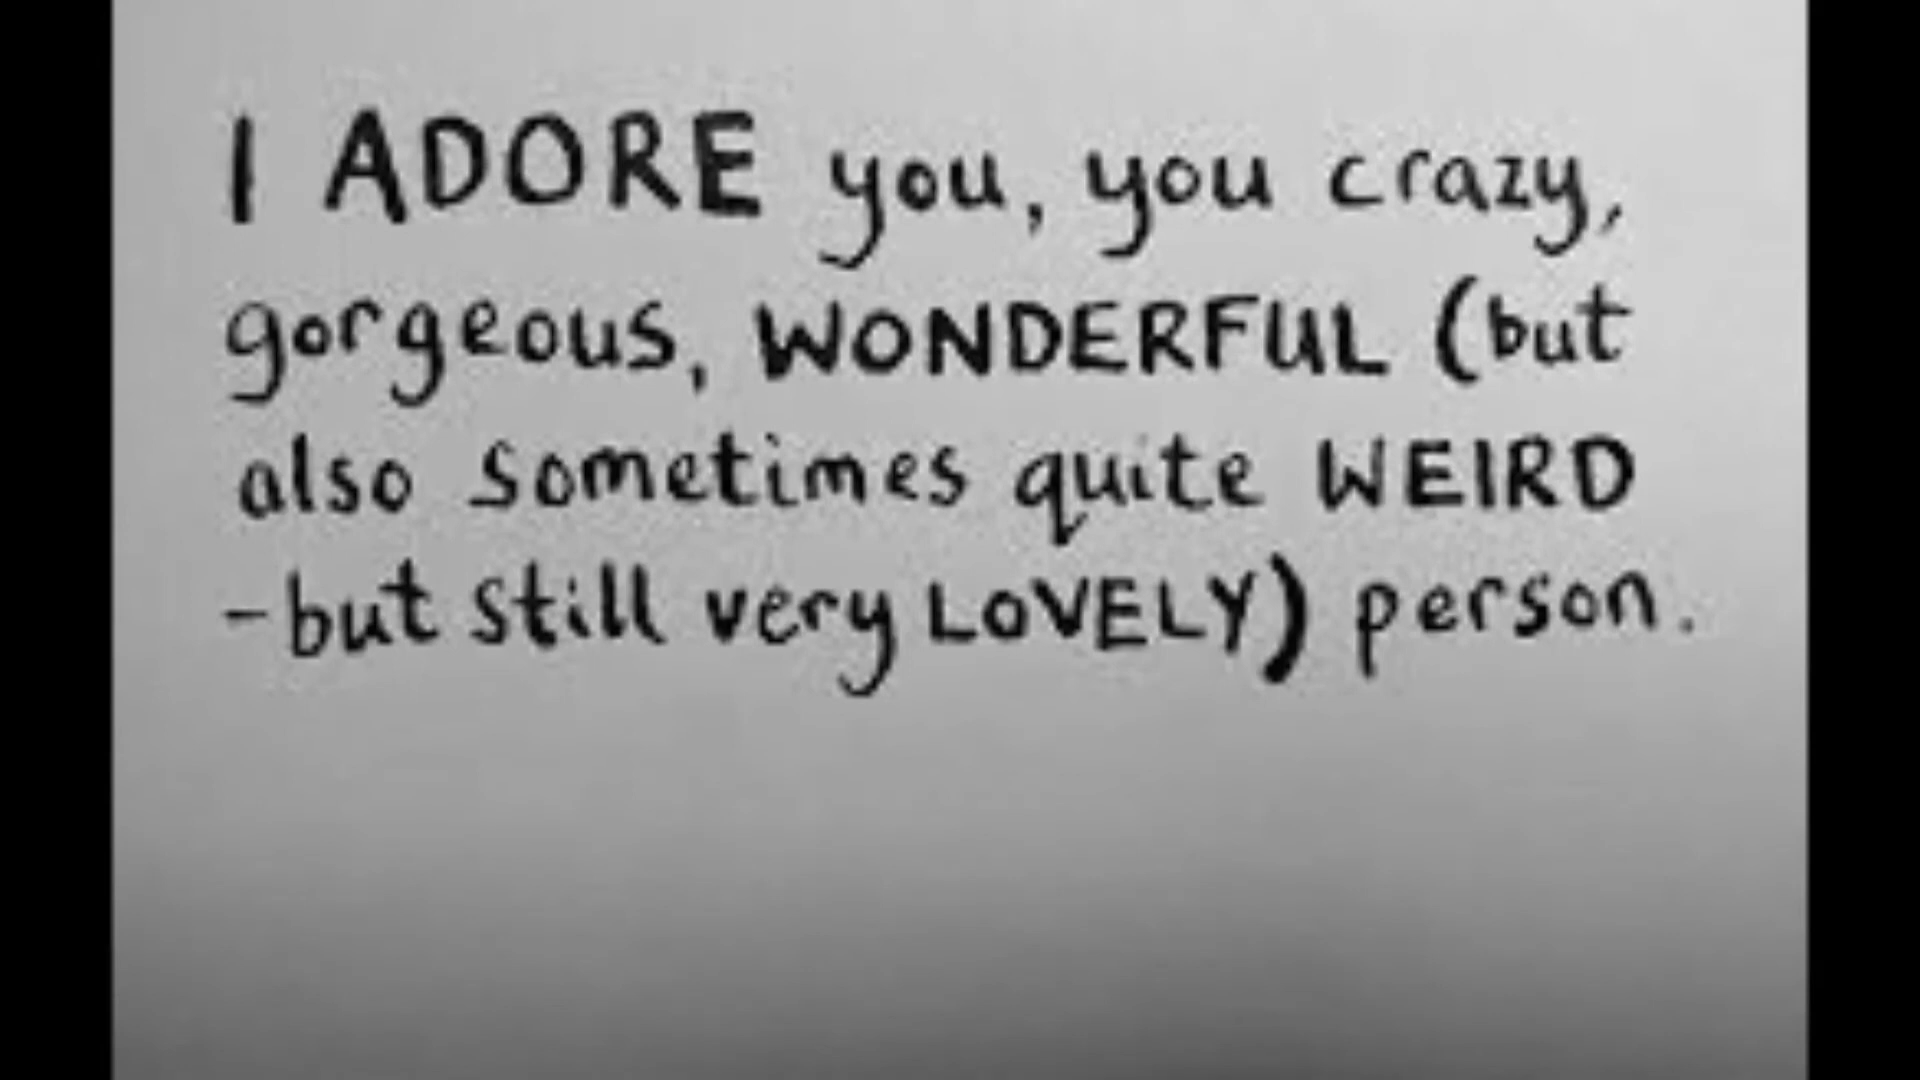 I ADORE you, you crazy,
gorgeous, WONDERFUL (but
also sometimes quite WEIRD
-but still very LOVELY) person.